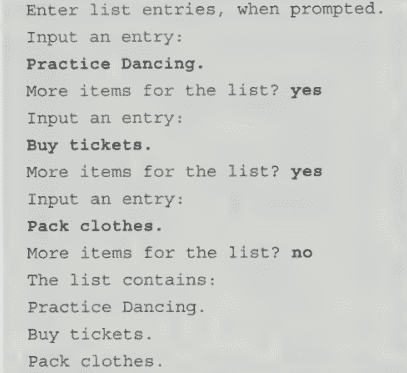 Enter list entries, when prompted.
Input an entry:
Practice Dancing.
More items for the list? yes
Input an entry:
Buy tickets.
More items for the list? yes
Input an entry:
Pack clothes.
More items for the list? no
The list contains:
Practice Dancing.
Buy tickets.
Pack clothes.